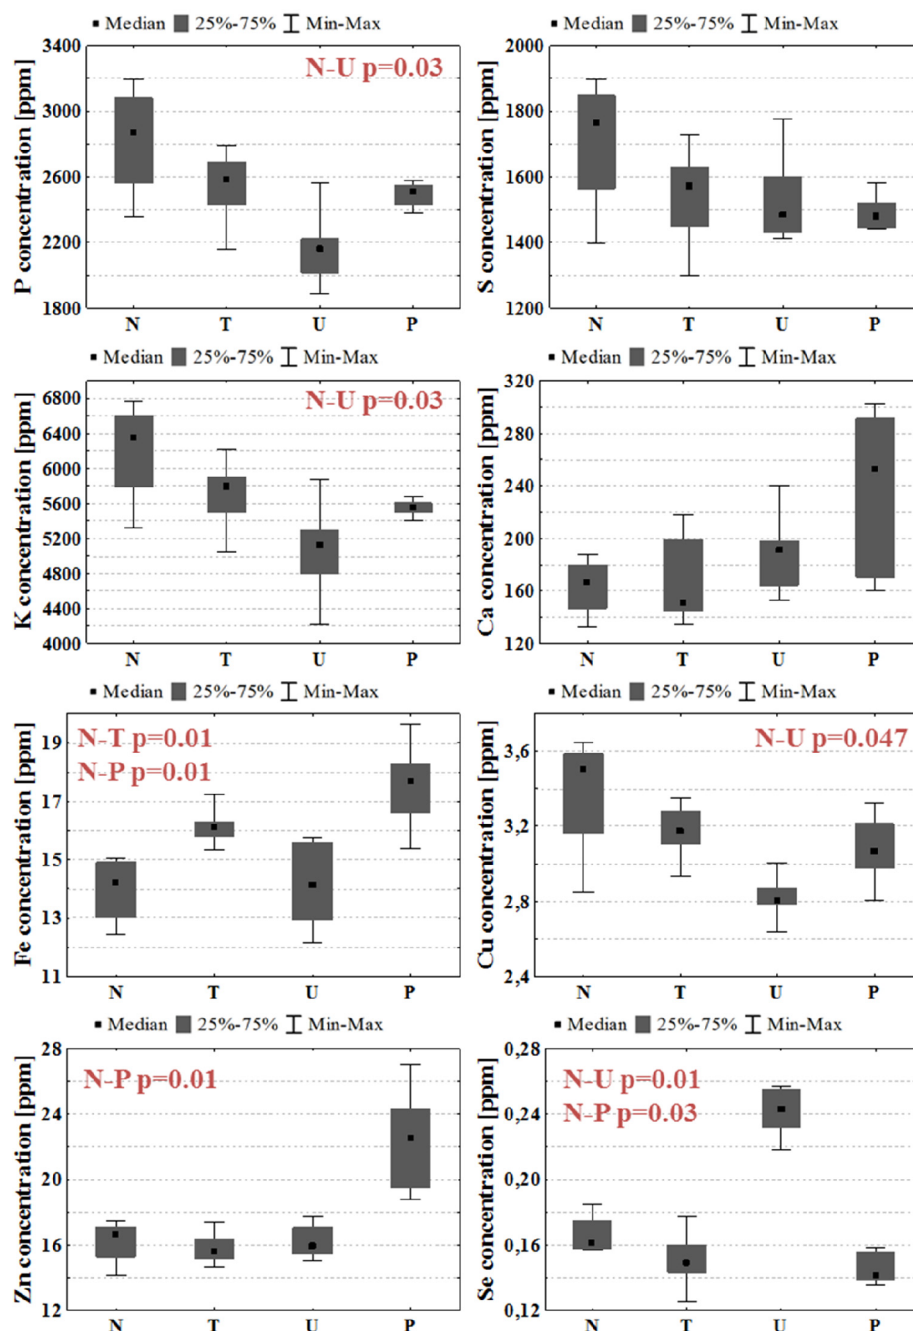 Median 25%-75% Min-Max
P concentration [ppm]
3400
3000
2600
2200
1800
N-U p=0.03
N T U P
Median 25%-75% Min-Max
S concentration [ppm]
2000
1800
1600
1400
1200
N T U P
Median 25%-75% Min-Max
K concentration [ppm]
6800
6400
6000
5600
5200
4800
4400
4000
N-U p=0.03
N T U P
Median 25%-75% Min-Max
Ca concentration [ppm]
320
280
240
200
160
120
N T U P
Median 25%-75% Min-Max
Fe concentration [ppm]
19
17
15
13
11
N-T p=0.01
N-P p=0.01
N T U P
Median 25%-75% Min-Max
Cu concentration [ppm]
3,6
3,2
2,8
2,4
N-U p=0.047
N T U P
Median 25%-75% Min-Max
Zn concentration [ppm]
28
24
20
16
12
N-P p=0.01
N T U P
Median 25%-75% Min-Max
Se concentration [ppm]
0,28
0,24
0,20
0,16
0,12
N-U p=0.01
N-P p=0.03
N T U P